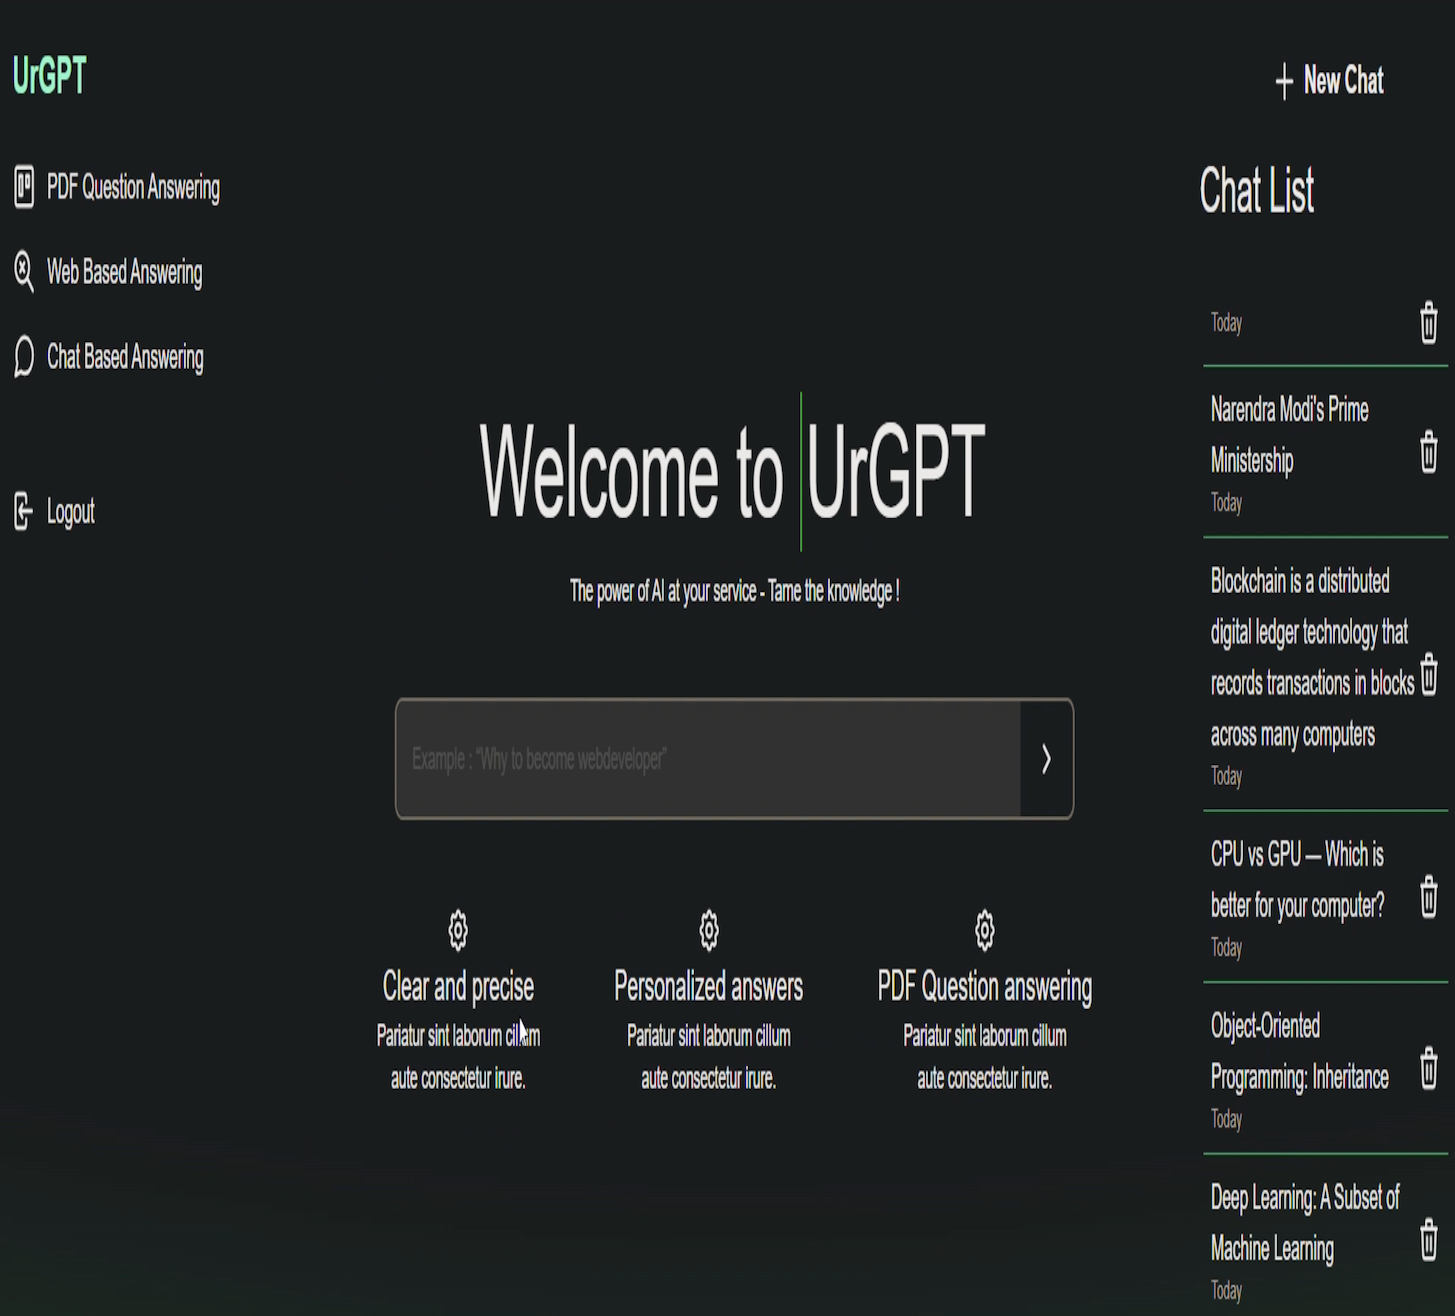 UrGPT
PDF Question Answering
Web Based Answering
Chat Based Answering
Logout
Welcome to UrGPT
The power of AI at your service - Tame the knowledge !
Example : "Why to become webdeveloper"
Clear and precise
Pariatur sint laborum cillum
aute consectetur irure.
Personalized answers
Pariatur sint laborum cillum
aute consectetur irure.
PDF Question answering
Pariatur sint laborum cillum
aute consectetur irure.
New Chat
Chat List
Today
Narendra Modi's Prime
Ministership
Today
Blockchain is a distributed
digital ledger technology that
records transactions in blocks
across many computers
Today
CPU vs GPU — Which is
better for your computer?
Today
Object-Oriented
Programming: Inheritance
Today
Deep Learning: A Subset of
Machine Learning
Today